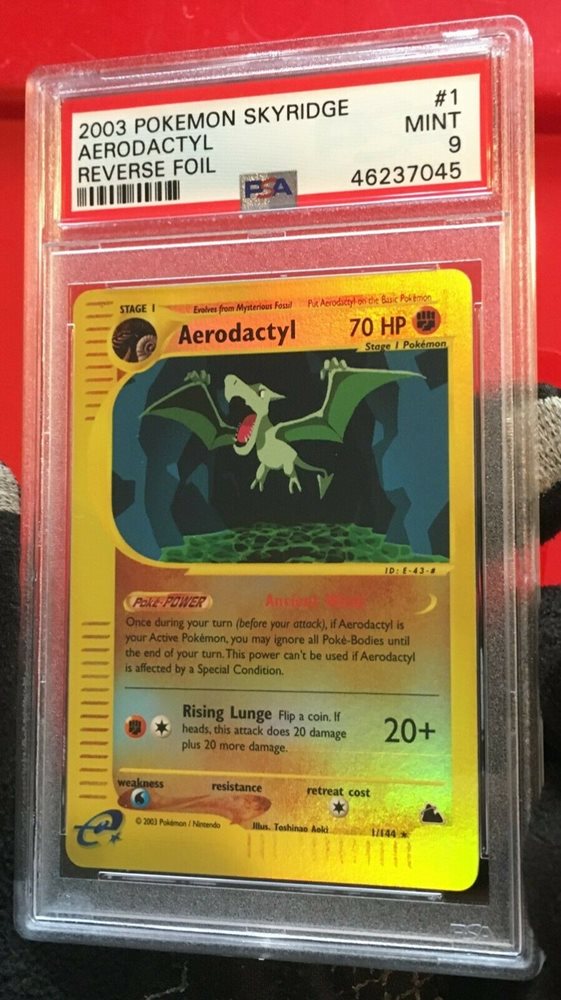 2003 POKEMON SKYRIDGE #1
AERODACTYL MINT
REVERSE FOIL 9
PSA 46237045
STAGE 1 Evolves from Mysterious Fossil Put Aerodactyl on the Basic Pokémon
Aerodactyl 70 HP
Stage 1 Pokémon
ID: E-43-#
Poké-POWER Ancient
Once during your turn (before your attack), if Aerodactyl is
your Active Pokémon, you may ignore all Poké-Bodies until
the end of your turn. This power can't be used if Aerodactyl
is affected by a Special Condition.
Rising Lunge Flip a coin. If
heads, this attack does 20 damage
plus 20 more damage.
20+
weakness resistance retreat cost
e
© 2003 Pokémon / Nintendo Illus. Toshinao Aoki 1/144 ★
PSA